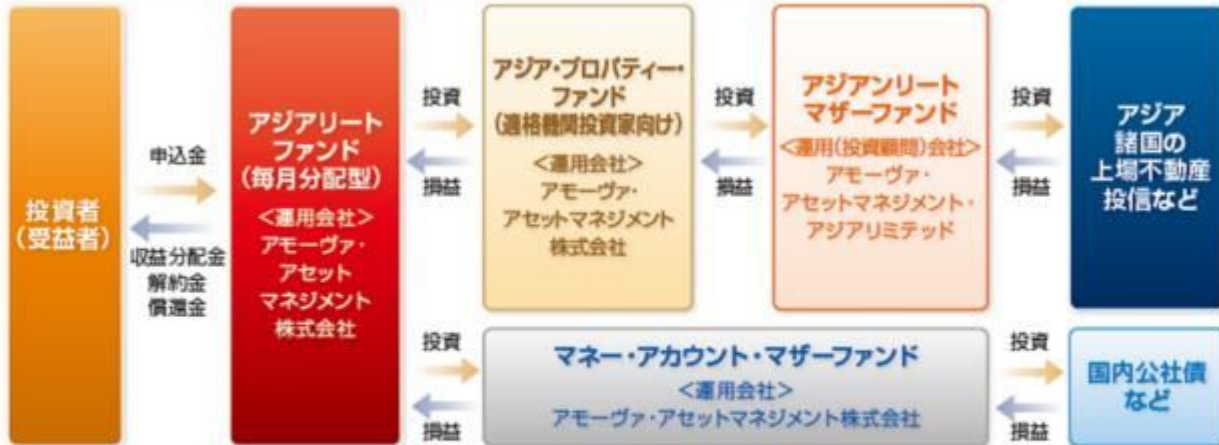 投資者
(受益者)
申込金
収益分配金
解約金
償還金
アジアリート
ファンド
(毎月分配型)
<運用会社>
アモーヴァ・
アセット
マネジメント
株式会社
投資
損益
アジア・プロパティー・
ファンド
(適格機関投資家向け)
<運用会社>
アモーヴァ・
アセットマネジメント
株式会社
投資
損益
アジアンリート
マザーファンド
<運用(投資顧問)会社>
アモーヴァ・
アセットマネジメント・
アジアリミテッド
投資
損益
アジア
諸国の
上場不動産
投信など
投資
損益
マネー・アカウント・マザーファンド
<運用会社>
アモーヴァ・アセットマネジメント株式会社
投資
損益
国内公社債
など